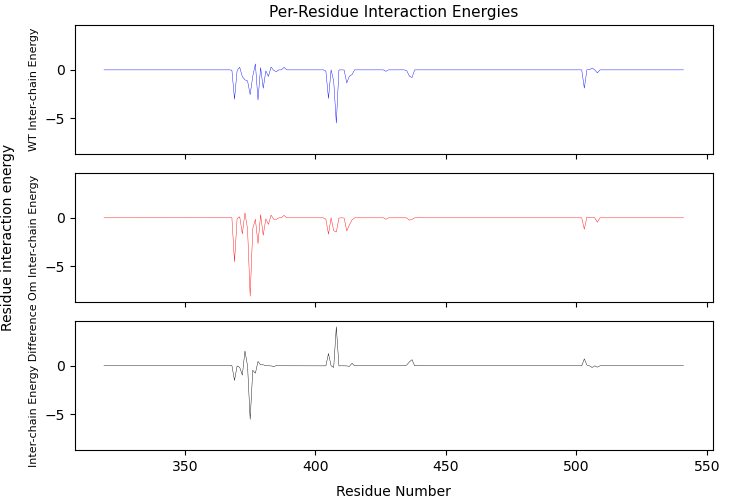 Per-Residue Interaction Energies
Residue interaction energy
WT Inter-chain Energy
0
−5
Om Inter-chain Energy
0
−5
Inter-chain Energy Difference
0
−5
350
400
450
500
550
Residue Number